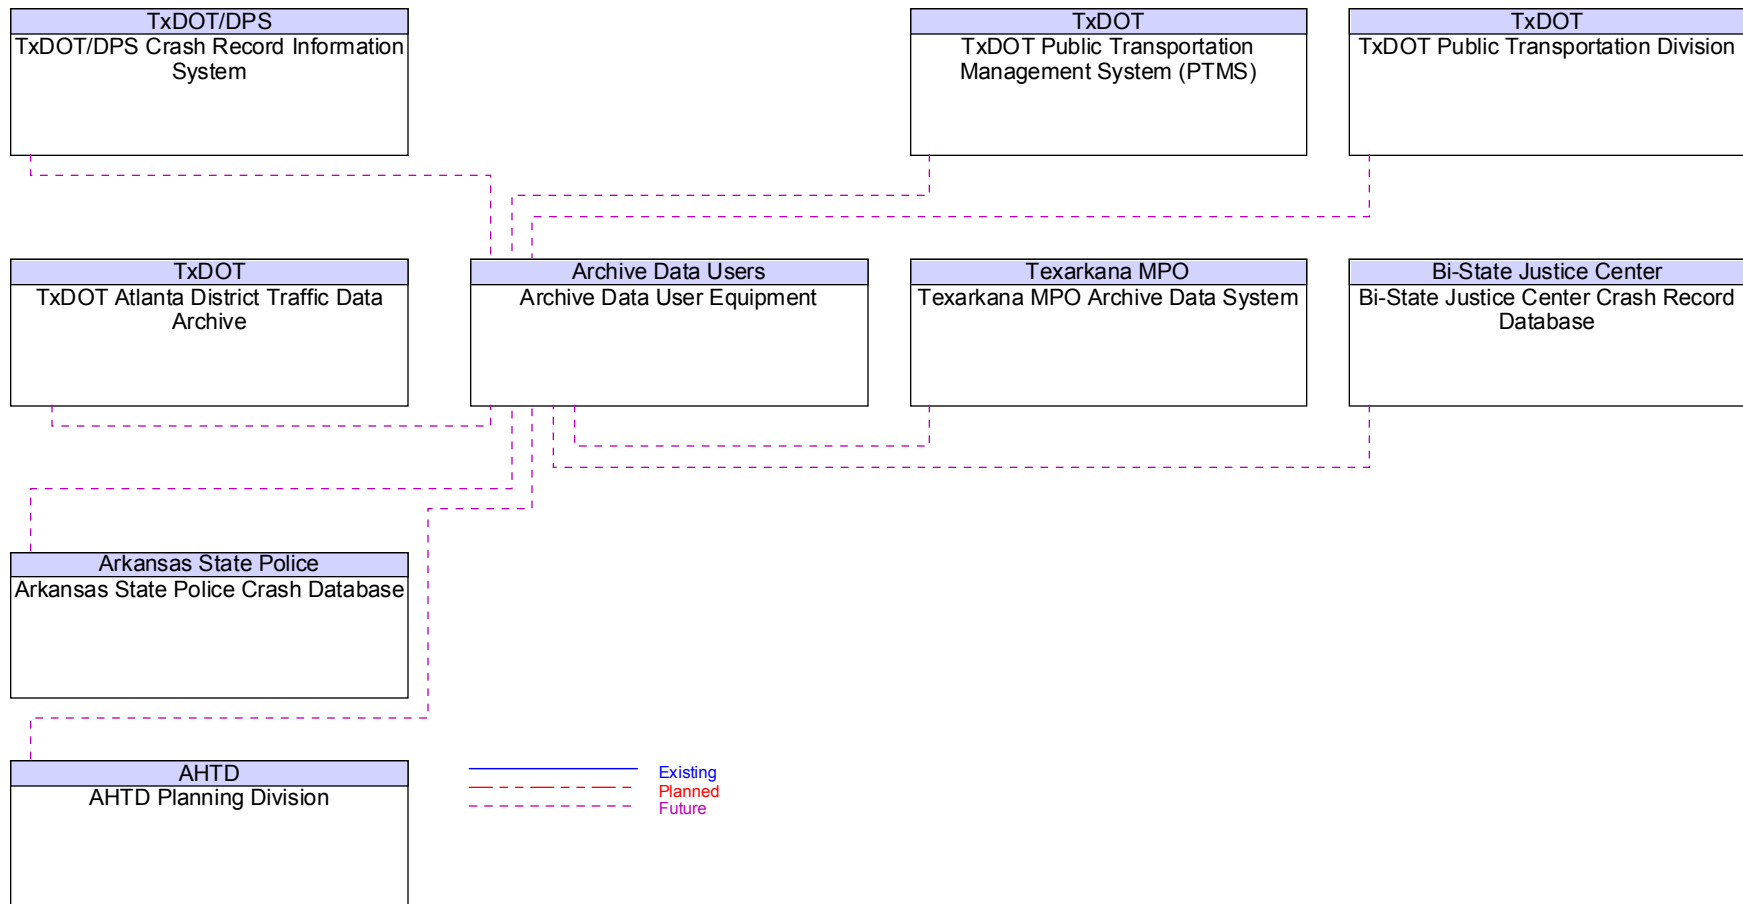 TxDOT/DPS
TxDOT/DPS Crash Record Information
System
TxDOT
TxDOT Public Transportation
Management System (PTMS)
TxDOT
TxDOT Public Transportation Division
TxDOT
TxDOT Atlanta District Traffic Data
Archive
Archive Data Users
Archive Data User Equipment
Texarkana MPO
Texarkana MPO Archive Data System
Bi-State Justice Center
Bi-State Justice Center Crash Record
Database
Arkansas State Police
Arkansas State Police Crash Database
AHTD
AHTD Planning Division
Existing
Planned
Future